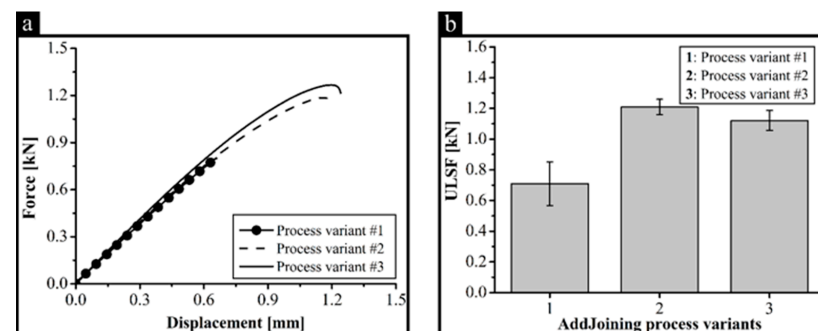 a
1.5
1.2
0.9
0.6
0.3
0.0
0.0 0.3 0.6 0.9 1.2 1.5
Force [kN]
Displacement [mm]
Process variant #1
Process variant #2
Process variant #3
b
1.6
1.4
1.2
1.0
0.8
0.6
0.4
0.2
0.0
1 2 3
ULSF [kN]
AddJoining process variants
1: Process variant #1
2: Process variant #2
3: Process variant #3